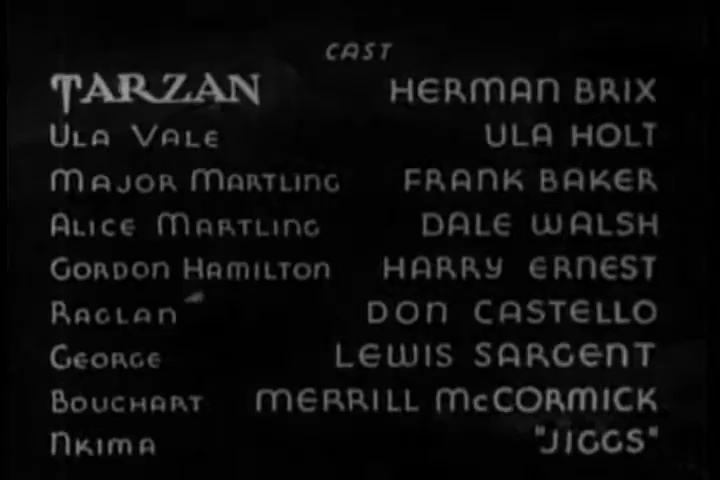 CAST
TARZAN HERMAN BRIX
ULA VALE ULA HOLT
MAJOR MARTLING FRANK BAKER
ALICE MARTLING DALE WALSH
GORDON HAMILTON HARRY ERNEST
RAGLAN DON CASTELLO
GEORGE LEWIS SARGENT
BOUCHART MERRILL McCORMICK
NKIMA "JIGGS"